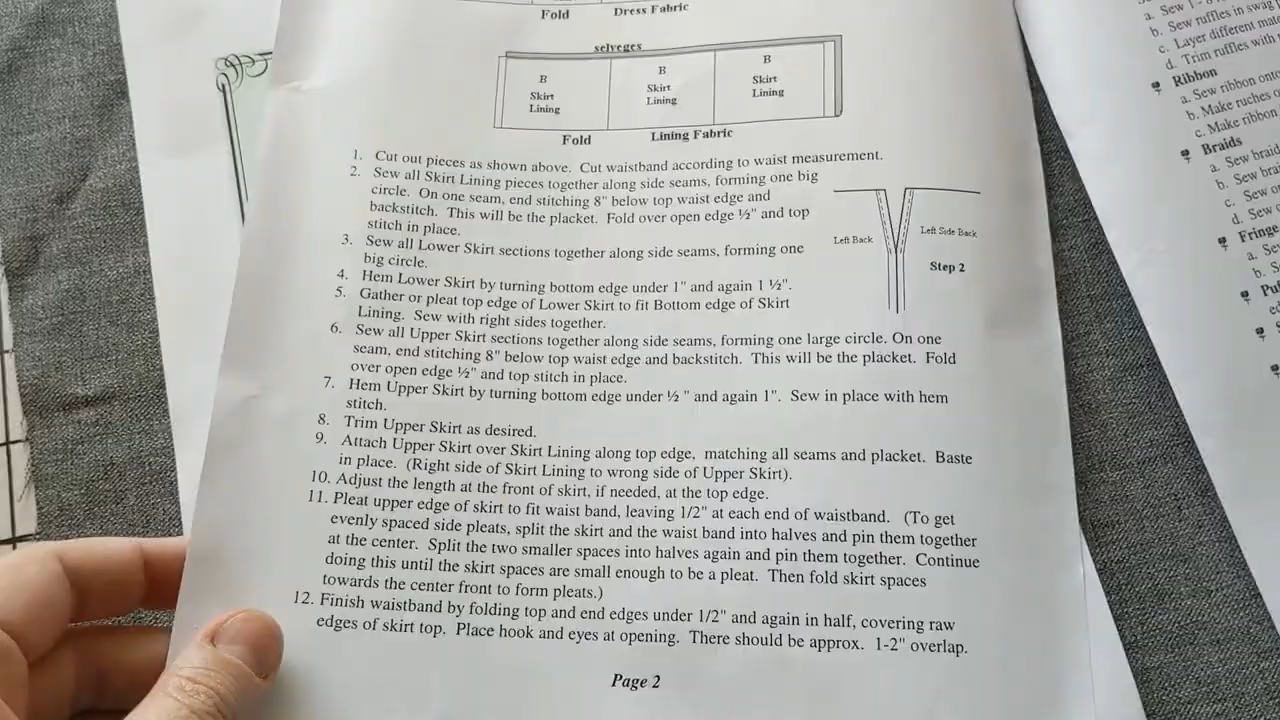 Fold Dress Fabric
selveges
B B B
Skirt Skirt Skirt
Lining Lining Lining
Fold Lining Fabric
1. Cut out pieces as shown above. Cut waistband according to waist measurement.
2. Sew all Skirt Lining pieces together along side seams, forming one big
circle. On one seam, end stitching 8" below top waist edge and
backstitch. This will be the placket. Fold over open edge ½" and top
stitch in place.
3. Sew all Lower Skirt sections together along side seams, forming one
big circle.
4. Hem Lower Skirt by turning bottom edge under 1" and again 1 ½".
5. Gather or pleat top edge of Lower Skirt to fit Bottom edge of Skirt
Lining. Sew with right sides together.
Left Back
Left Side Back
Step 2
6. Sew all Upper Skirt sections together along side seams, forming one large circle. On one
seam, end stitching 8" below top waist edge and backstitch. This will be the placket. Fold
over open edge ½" and top stitch in place.
7. Hem Upper Skirt by turning bottom edge under ½ " and again 1". Sew in place with hem
stitch.
8. Trim Upper Skirt as desired.
9. Attach Upper Skirt over Skirt Lining along top edge, matching all seams and placket. Baste
in place. (Right side of Skirt Lining to wrong side of Upper Skirt).
10. Adjust the length at the front of skirt, if needed, at the top edge.
11. Pleat upper edge of skirt to fit waist band, leaving 1/2" at each end of waistband. (To get
evenly spaced side pleats, split the skirt and the waist band into halves and pin them together
at the center. Split the two smaller spaces into halves again and pin them together. Continue
doing this until the skirt spaces are small enough to be a pleat. Then fold skirt spaces
towards the center front to form pleats.)
12. Finish waistband by folding top and end edges under 1/2" and again in half, covering raw
edges of skirt top. Place hook and eyes at opening. There should be approx. 1-2" overlap.
Page 2
a. Sew
b. Sew ruffles in swag
c. Layer different
d. Trim ruffles with
Ribbon
a. Sew ribbon onto
b. Make ruches
c. Make ribbon
Braids
a. Sew braid
b. Sew
c. Sew
d. Sew
Fringe
a.
b.